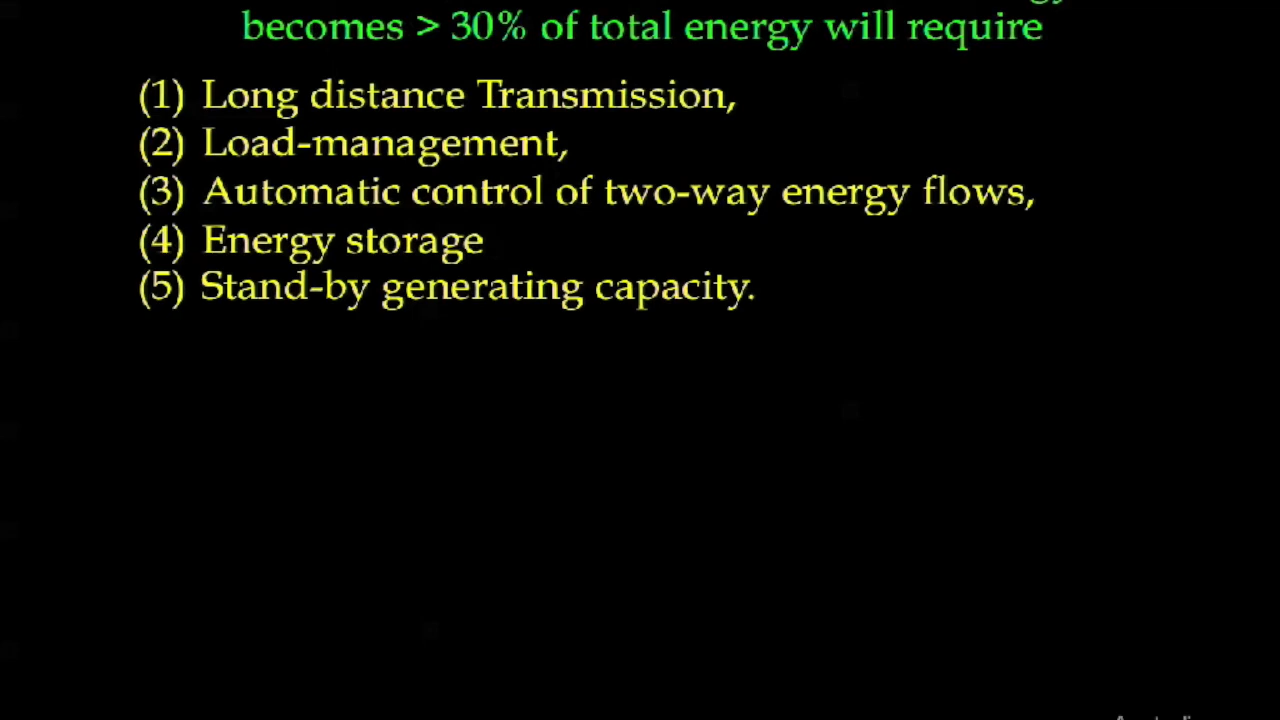 becomes > 30% of total energy will require
(1) Long distance Transmission,
(2) Load-management,
(3) Automatic control of two-way energy flows,
(4) Energy storage
(5) Stand-by generating capacity.